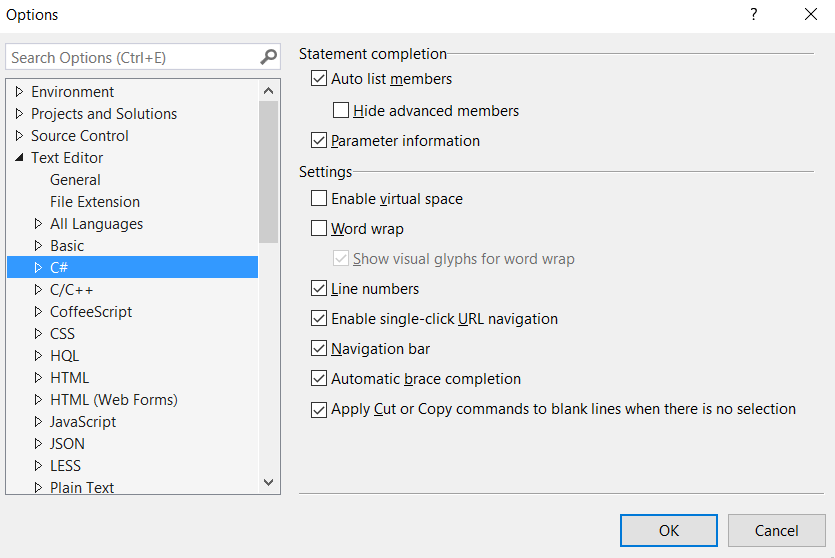 Options
?
Search Options (Ctrl+E)
Environment
Projects and Solutions
Source Control
Text Editor
General
File Extension
All Languages
Basic
C#
C/C++
CoffeeScript
CSS
HQL
HTML
HTML (Web Forms)
JavaScript
JSON
LESS
Plain Text
Statement completion
Auto list members
Hide advanced members
Parameter information
Settings
Enable virtual space
Word wrap
Show visual glyphs for word wrap
Line numbers
Enable single-click URL navigation
Navigation bar
Automatic brace completion
Apply Cut or Copy commands to blank lines when there is no selection
OK
Cancel